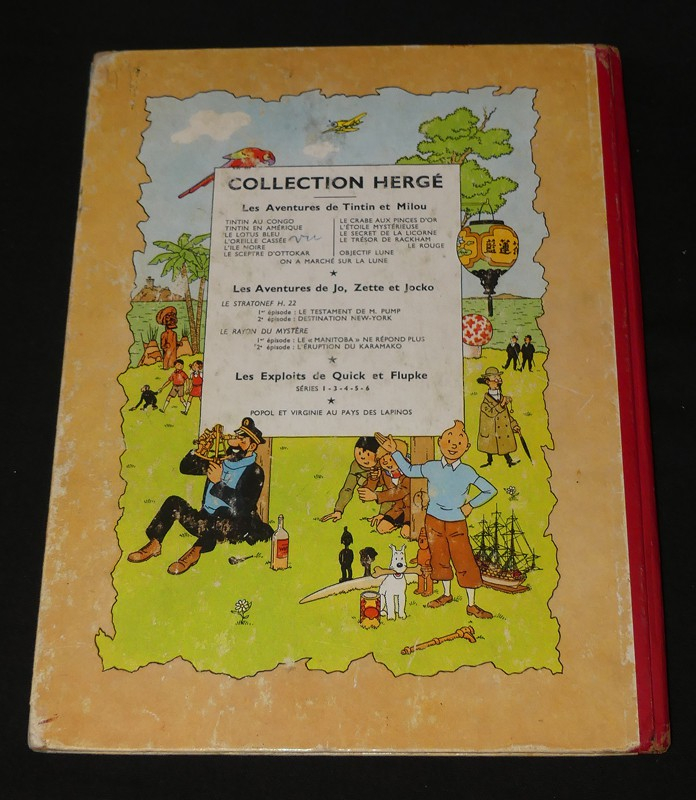 COLLECTION HERGÉ
Les Aventures de Tintin et Milou
TINTIN AU CONGO
TINTIN EN AMÉRIQUE
LE LOTUS BLEU
L'OREILLE CASSÉE vu
L'ILE NOIRE
LE SCEPTRE D'OTTOKAR
LE CRABE AUX PINCES D'OR
L'ÉTOILE MYSTÉRIEUSE
LE SECRET DE LA LICORNE
LE TRÉSOR DE RACKHAM
LE ROUGE
OBJECTIF LUNE
ON A MARCHÉ SUR LA LUNE
★
Les Aventures de Jo, Zette et Jocko
LE STRATONEF H. 22
1er épisode : LE TESTAMENT DE M. PUMP
2e épisode : DESTINATION NEW-YORK
LE RAYON DU MYSTÈRE
1er épisode : LE « MANITOBA » NE RÉPOND PLUS
2e épisode : L'ÉRUPTION DU KARAMAKO
★
Les Exploits de Quick et Flupke
SÉRIES 1 - 3 - 4 - 5 - 6
★
POPOL ET VIRGINIE AU PAYS DES LAPINOS